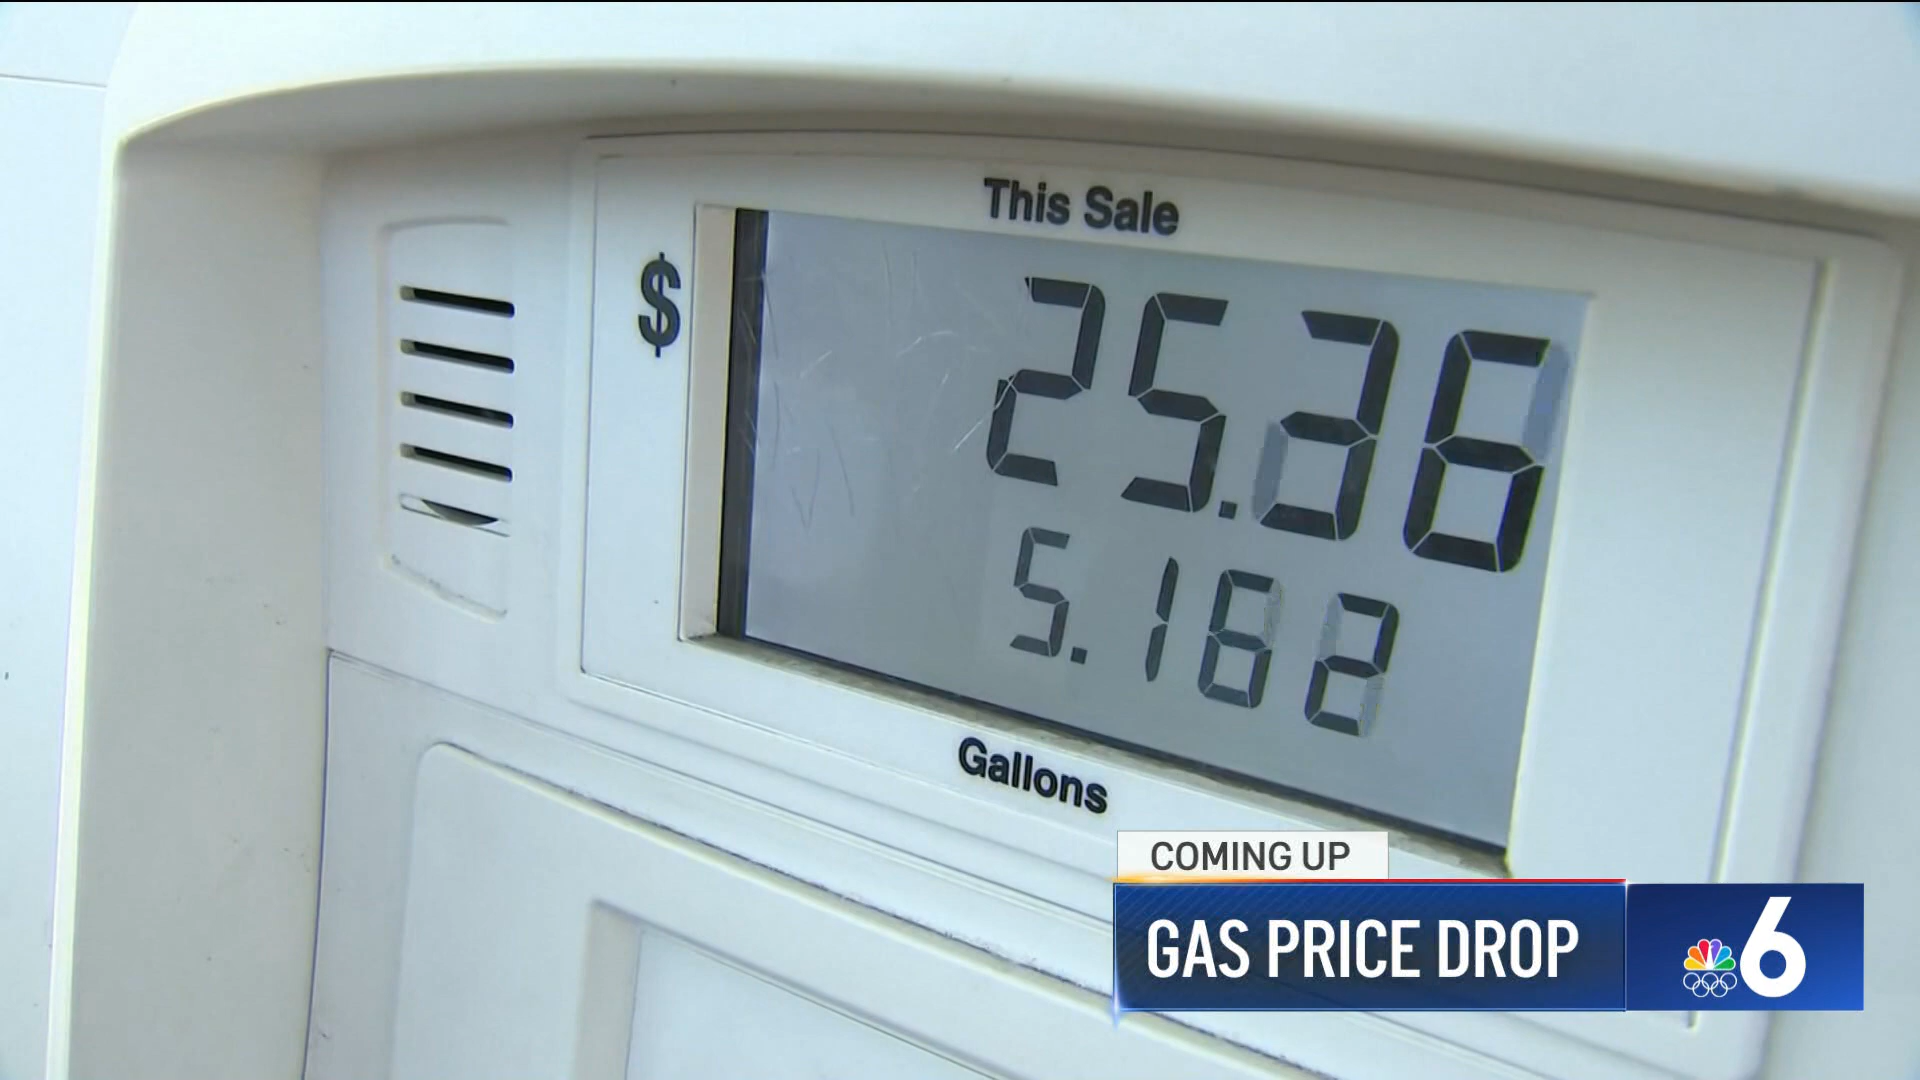 This Sale
$ 25.36
5.162
Gallons
COMING UP
GAS PRICE DROP
6